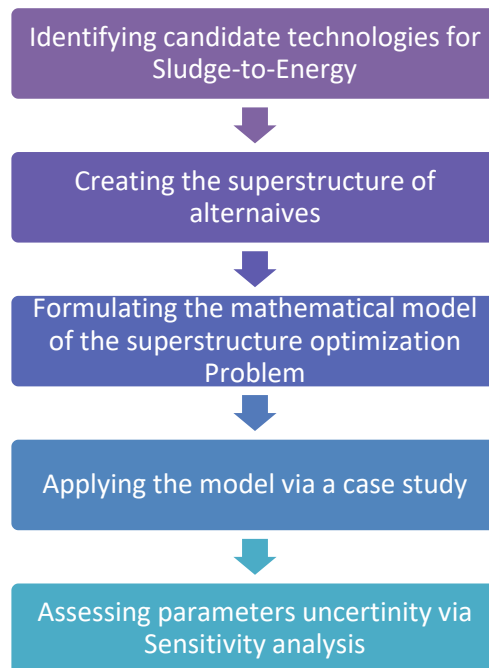 Identifying candidate technologies for
Sludge-to-Energy
Creating the superstructure of
alternaives
Formulating the mathematical model
of the superstructure optimization
Problem
Applying the model via a case study
Assessing parameters uncertinity via
Sensitivity analysis